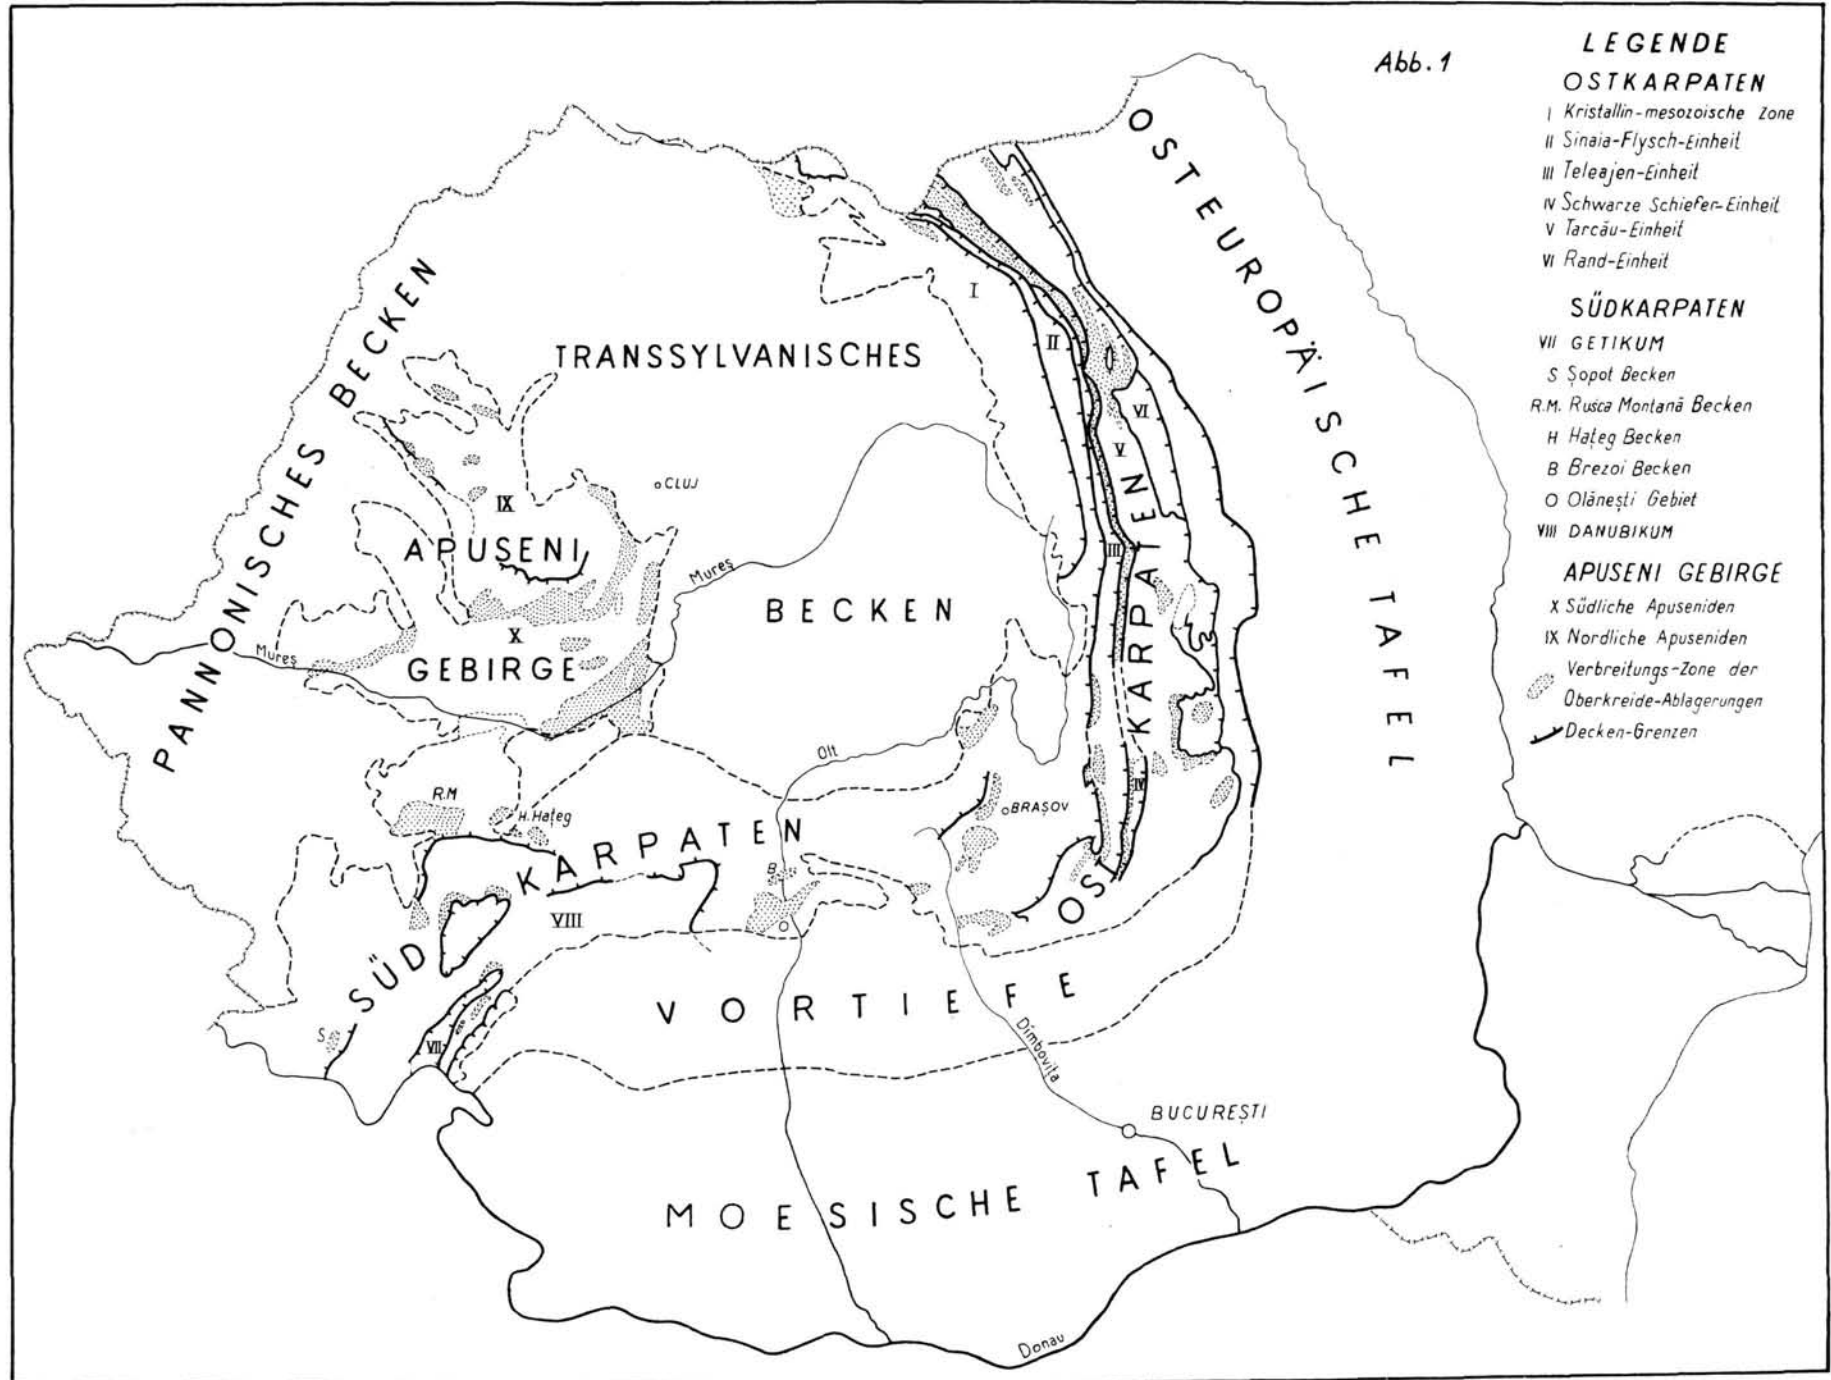 Abb. 1
LEGENDE
OSTKARPATEN
I Kristallin-mesozoische Zone
II Sinaia-Flysch-Einheit
III Teleajen-Einheit
IV Schwarze Schiefer-Einheit
V Tarcău-Einheit
VI Rand-Einheit
SÜDKARPATEN
VII GETIKUM
S Șopot Becken
R.M. Rusca Montană Becken
H Hațeg Becken
B Brezoi Becken
O Olănești Gebiet
VIII DANUBIKUM
APUSENI GEBIRGE
X Südliche Apuseniden
IX Nordliche Apuseniden
Verbreitungs-Zone der
Oberkreide-Ablagerungen
Decken-Grenzen
OSTEUROPÄISCHE TAFEL
PANNONISCHES BECKEN
TRANSSYLVANISCHES
BECKEN
I
II
VI
V
III
IV
OSTKARPATEN
CLUJ
IX
APUSENI
X
GEBIRGE
Mureș
Mureș
Olt
R.M
H. Hațeg
BRAȘOV
SÜD KARPATEN
B
O
VIII
S
VII
VORTIEFE
Dîmbovița
BUCUREȘTI
MOESISCHE TAFEL
Donau